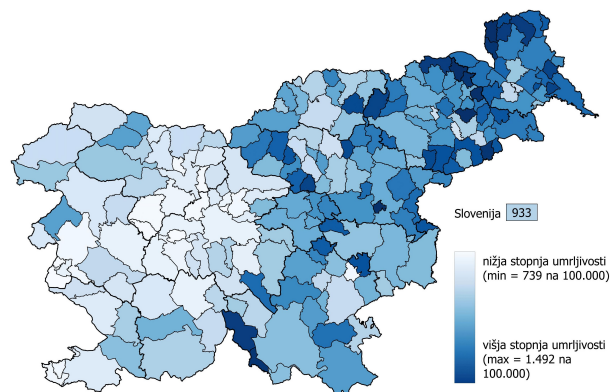 Slovenija 933
nižja stopnja umrljivosti
(min = 739 na 100.000)
višja stopnja umrljivosti
(max = 1.492 na
100.000)